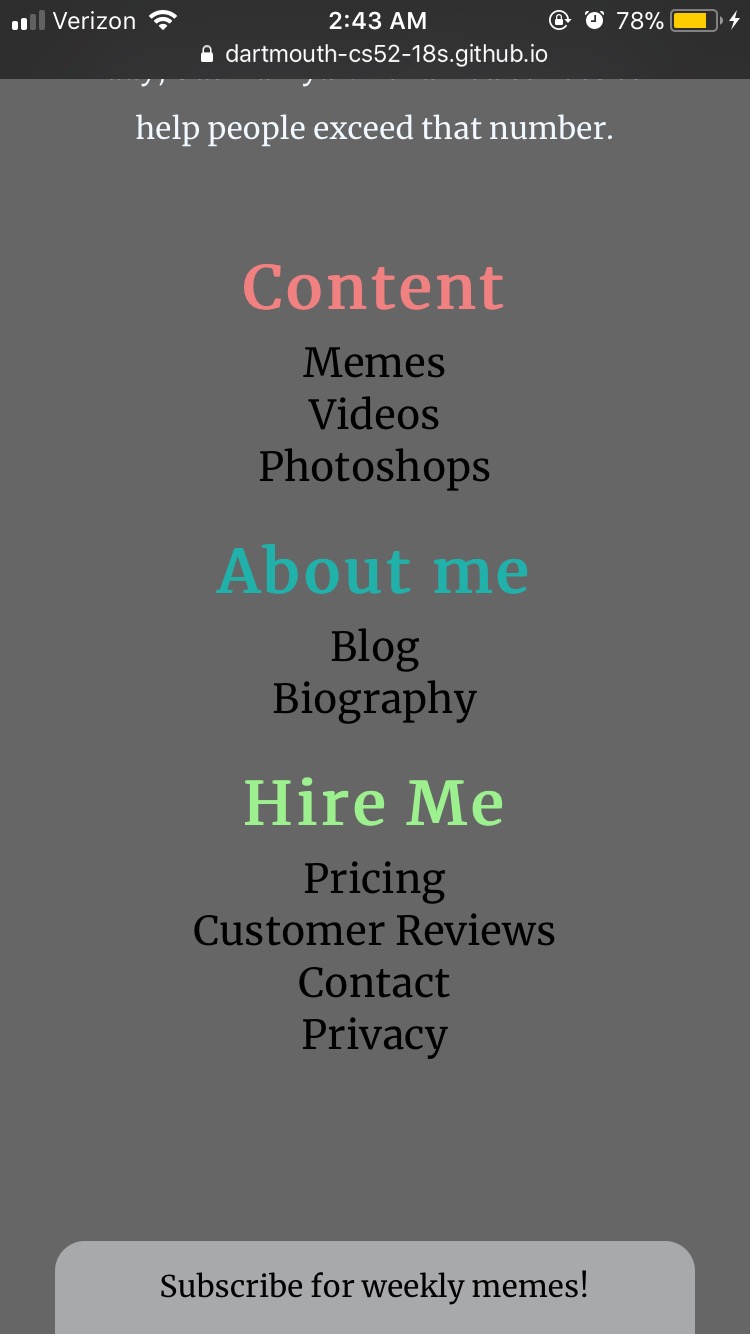 Verizon 2:43 AM 78%
dartmouth-cs52-18s.github.io
help people exceed that number.
Content
Memes
Videos
Photoshops
About me
Blog
Biography
Hire Me
Pricing
Customer Reviews
Contact
Privacy
Subscribe for weekly memes!